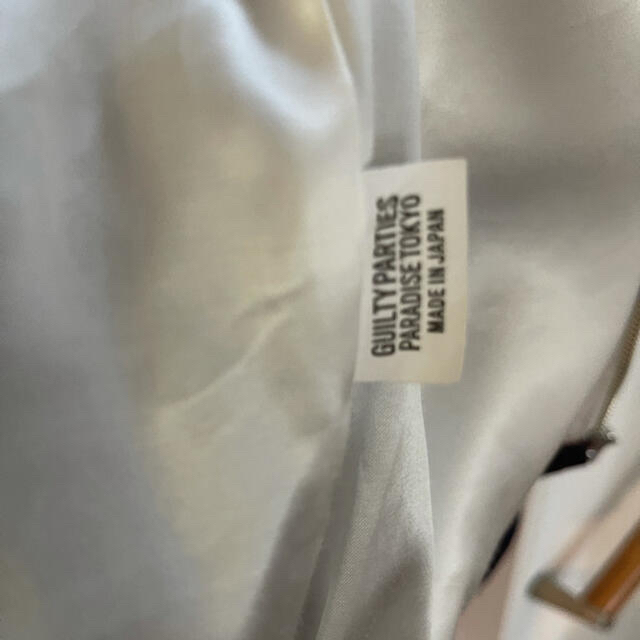 GUILTY PARTIES
PARADISE TOKYO
MADE IN JAPAN